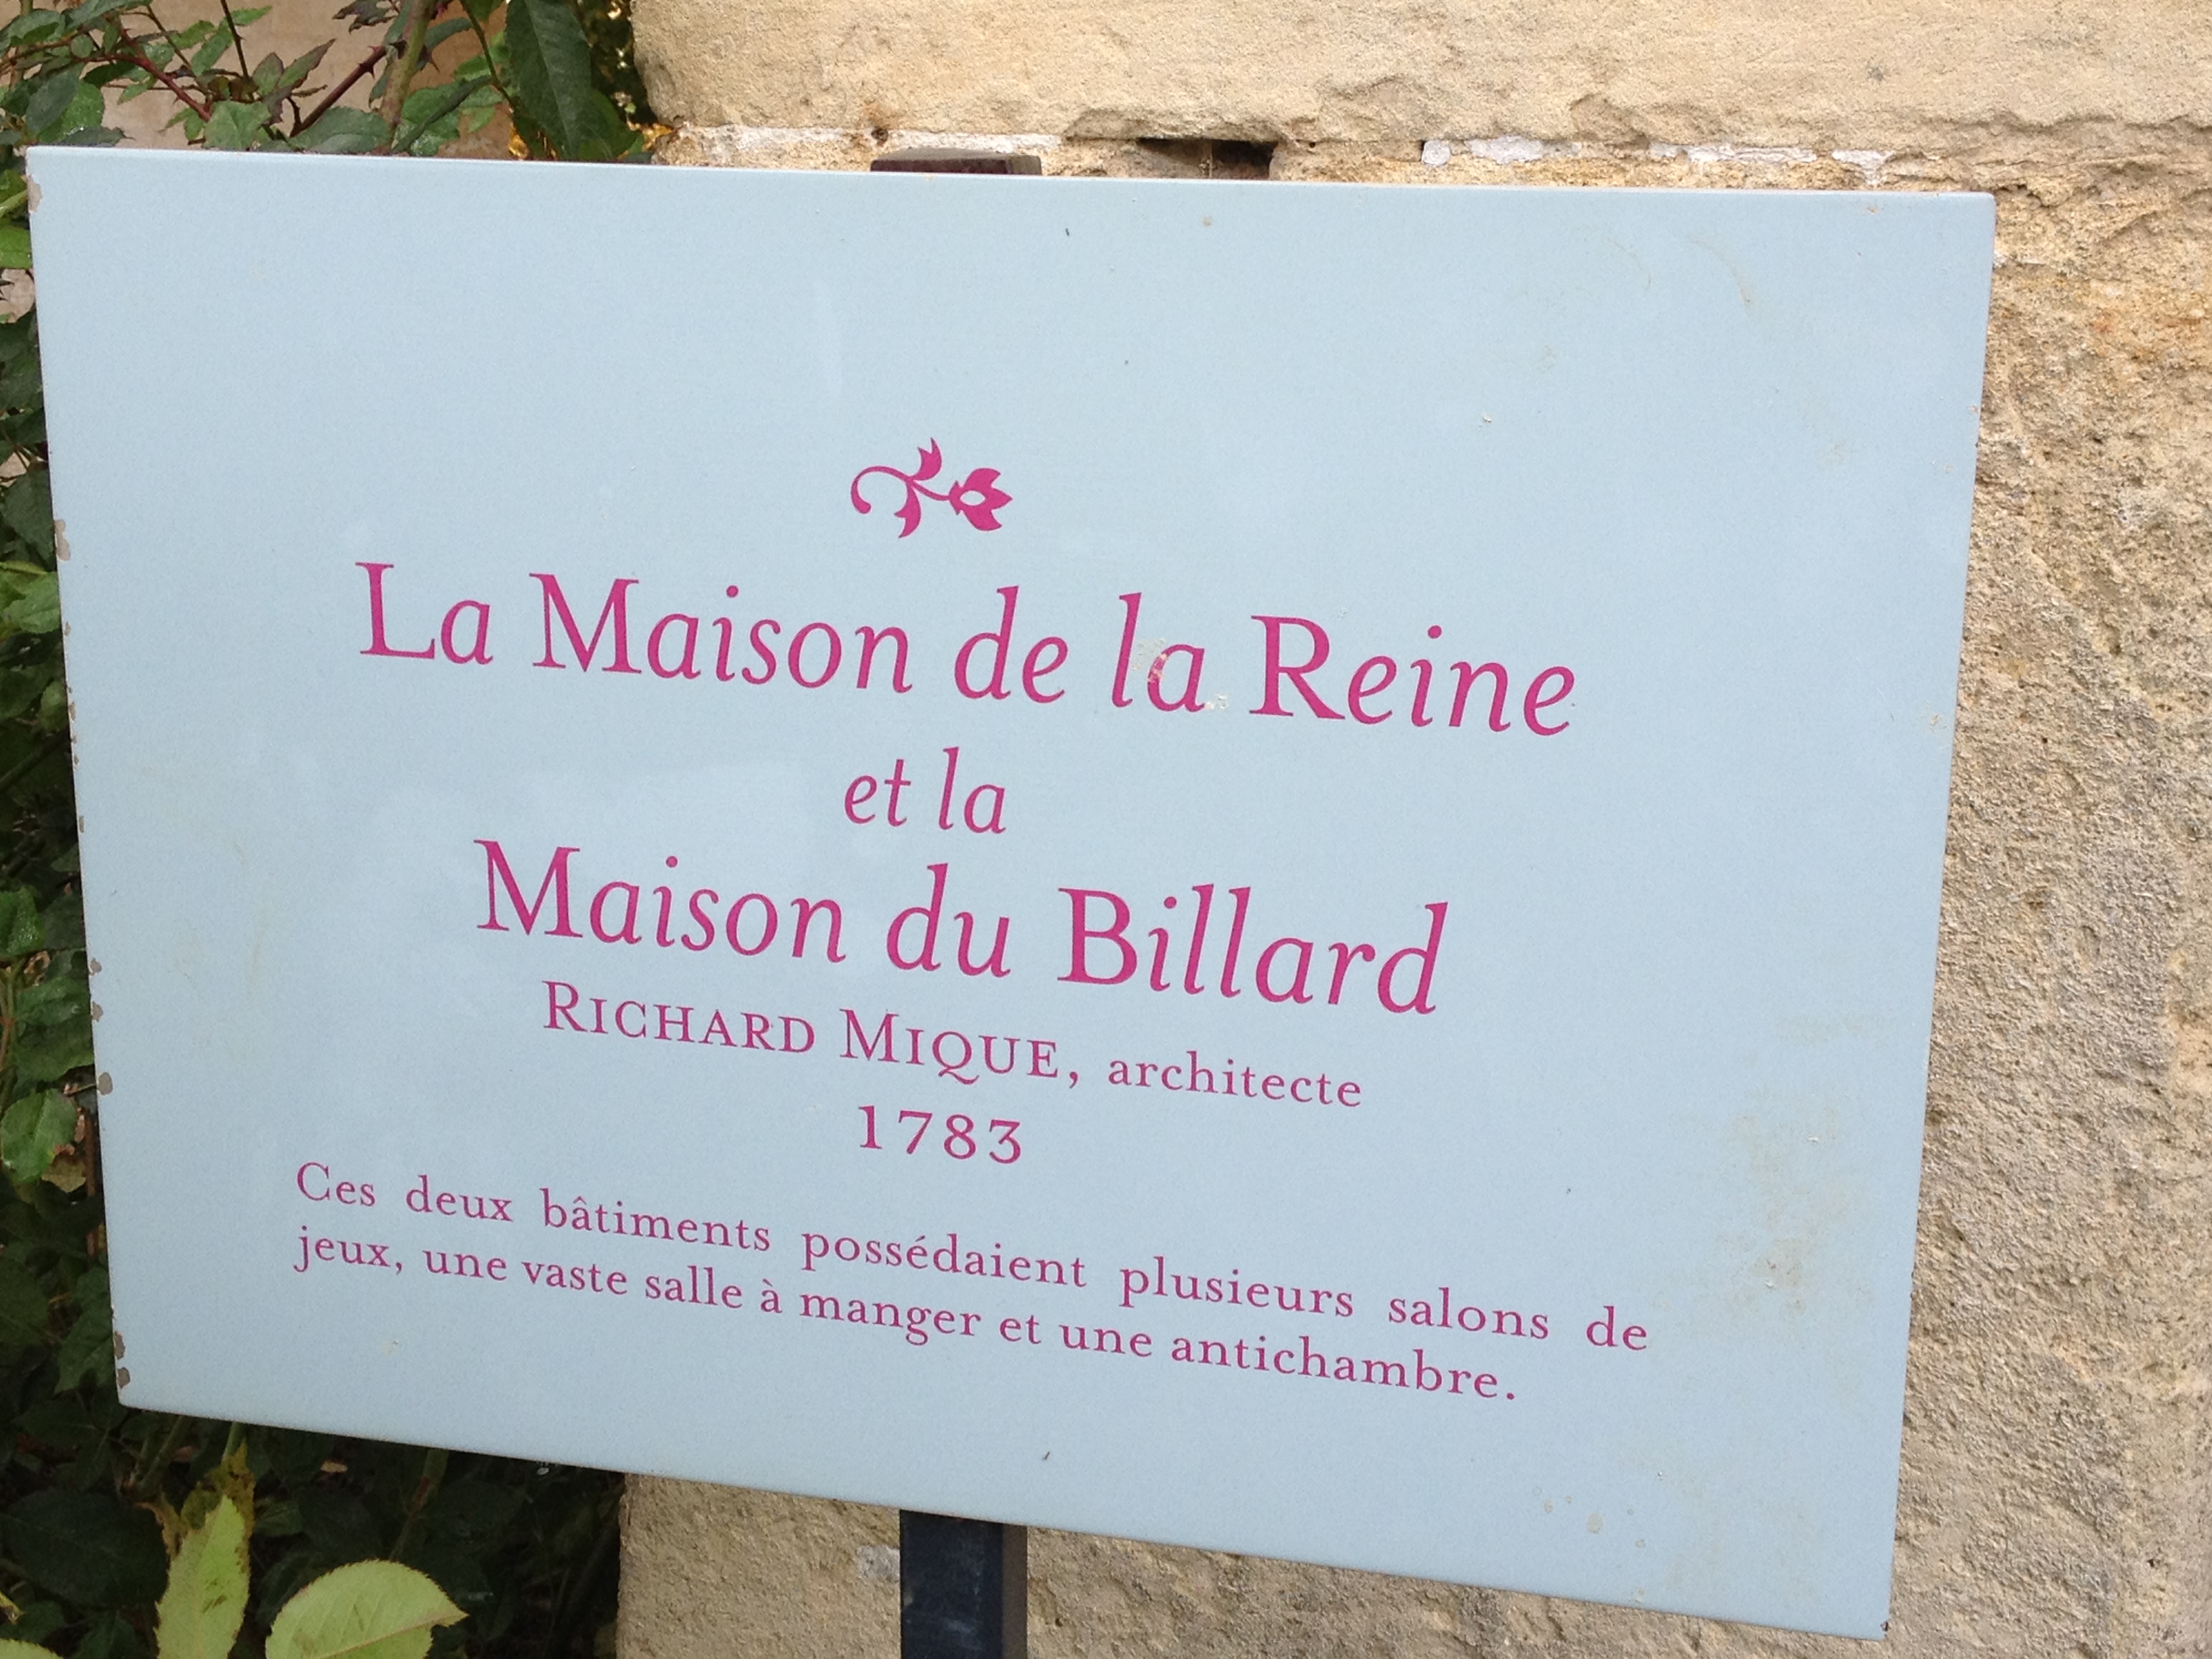 La Maison de la Reine
et la
Maison du Billard
RICHARD MIQUE, architecte
1783
Ces deux bâtiments possédaient plusieurs salons de
jeux, une vaste salle à manger et une antichambre.